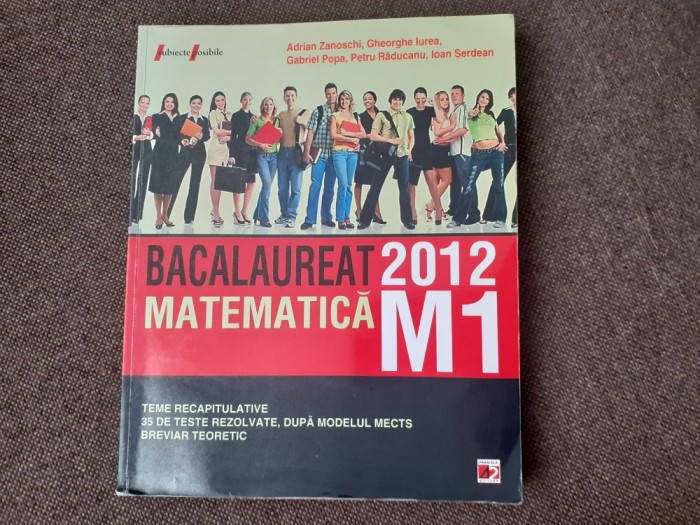 subiecte posibile
Adrian Zanoschi, Gheorghe Iurea,
Gabriel Popa, Petru Răducanu, Ioan Șerdean
BACALAUREAT 2012
MATEMATICĂ M1
TEME RECAPITULATIVE
35 DE TESTE REZOLVATE, DUPĂ MODELUL MECTS
BREVIAR TEORETIC